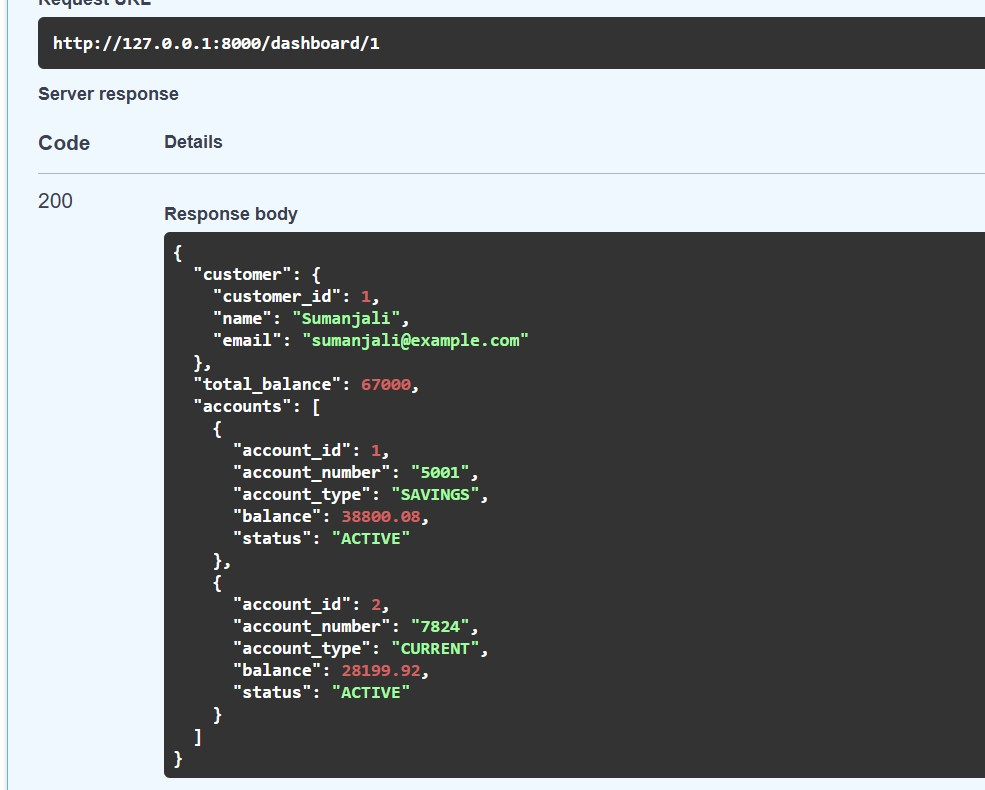 Request URL
http://127.0.0.1:8000/dashboard/1
Server response
Code Details
200
Response body
{
  "customer": {
    "customer_id": 1,
    "name": "Sumanjali",
    "email": "sumanjali@example.com"
  },
  "total_balance": 67000,
  "accounts": [
    {
      "account_id": 1,
      "account_number": "5001",
      "account_type": "SAVINGS",
      "balance": 38800.08,
      "status": "ACTIVE"
    },
    {
      "account_id": 2,
      "account_number": "7824",
      "account_type": "CURRENT",
      "balance": 28199.92,
      "status": "ACTIVE"
    }
  ]
}